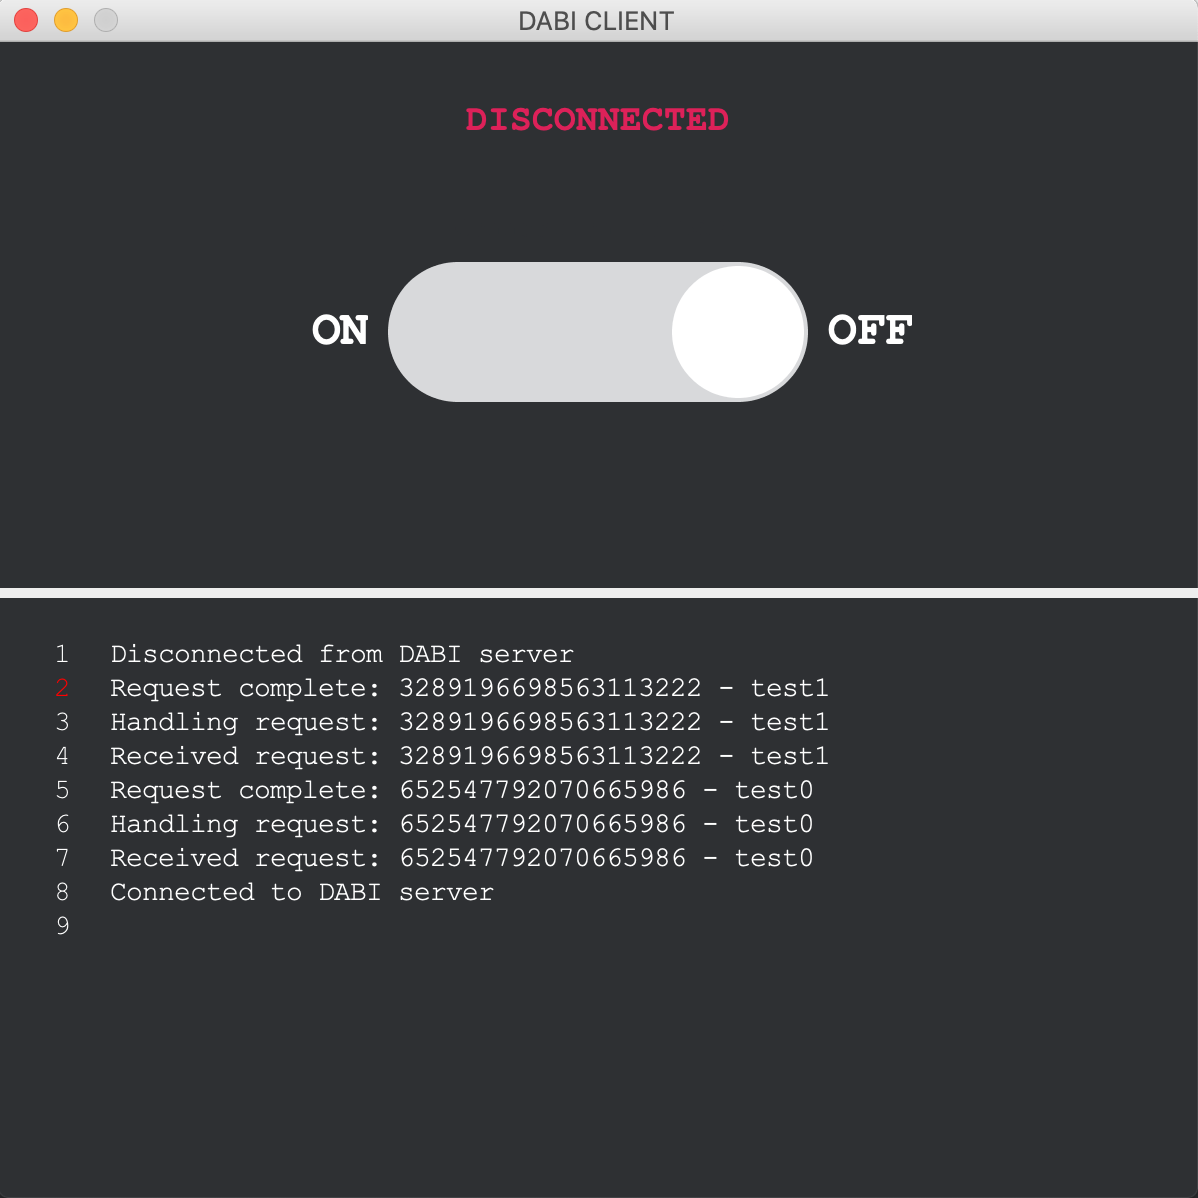 DABI CLIENT
DISCONNECTED
ON OFF
1 Disconnected from DABI server
2 Request complete: 3289196698563113222 - test1
3 Handling request: 3289196698563113222 - test1
4 Received request: 3289196698563113222 - test1
5 Request complete: 652547792070665986 - test0
6 Handling request: 652547792070665986 - test0
7 Received request: 652547792070665986 - test0
8 Connected to DABI server
9